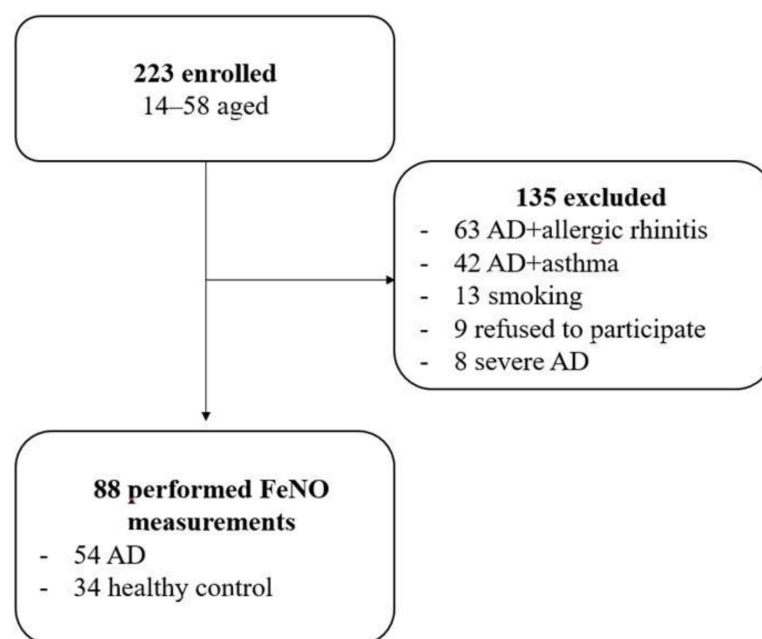 223 enrolled
14–58 aged
135 excluded
- 63 AD+allergic rhinitis
- 42 AD+asthma
- 13 smoking
- 9 refused to participate
- 8 severe AD
88 performed FeNO
measurements
- 54 AD
- 34 healthy control